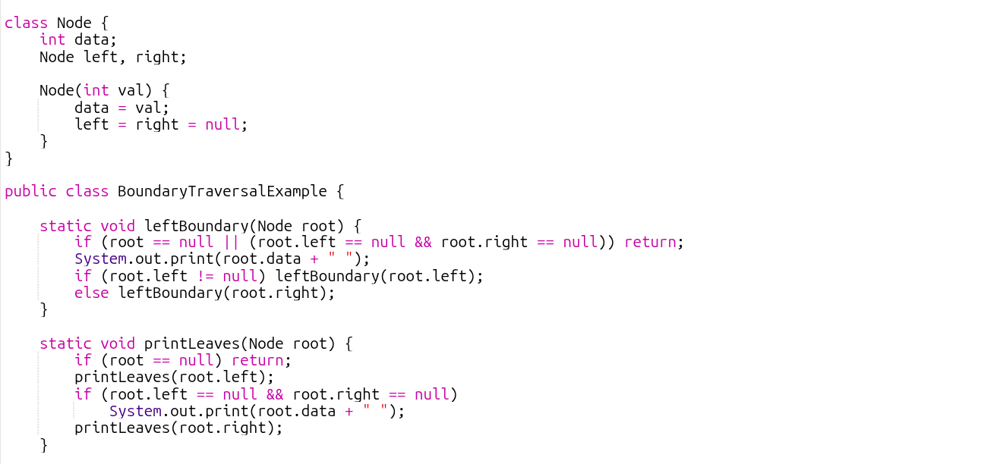 class Node {
    int data;
    Node left, right;

    Node(int val) {
        data = val;
        left = right = null;
    }
}

public class BoundaryTraversalExample {

    static void leftBoundary(Node root) {
        if (root == null || (root.left == null && root.right == null)) return;
        System.out.print(root.data + " ");
        if (root.left != null) leftBoundary(root.left);
        else leftBoundary(root.right);
    }

    static void printLeaves(Node root) {
        if (root == null) return;
        printLeaves(root.left);
        if (root.left == null && root.right == null)
            System.out.print(root.data + " ");
        printLeaves(root.right);
    }